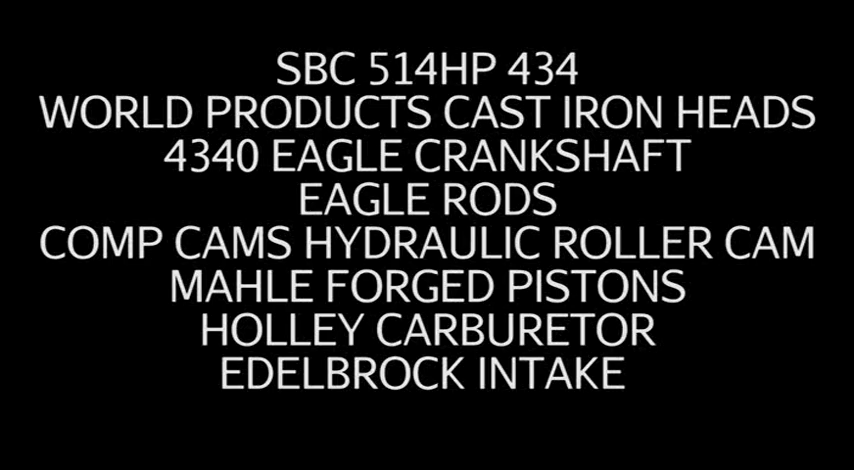 SBC 514HP 434
WORLD PRODUCTS CAST IRON HEADS
4340 EAGLE CRANKSHAFT
EAGLE RODS
COMP CAMS HYDRAULIC ROLLER CAM
MAHLE FORGED PISTONS
HOLLEY CARBURETOR
EDELBROCK INTAKE